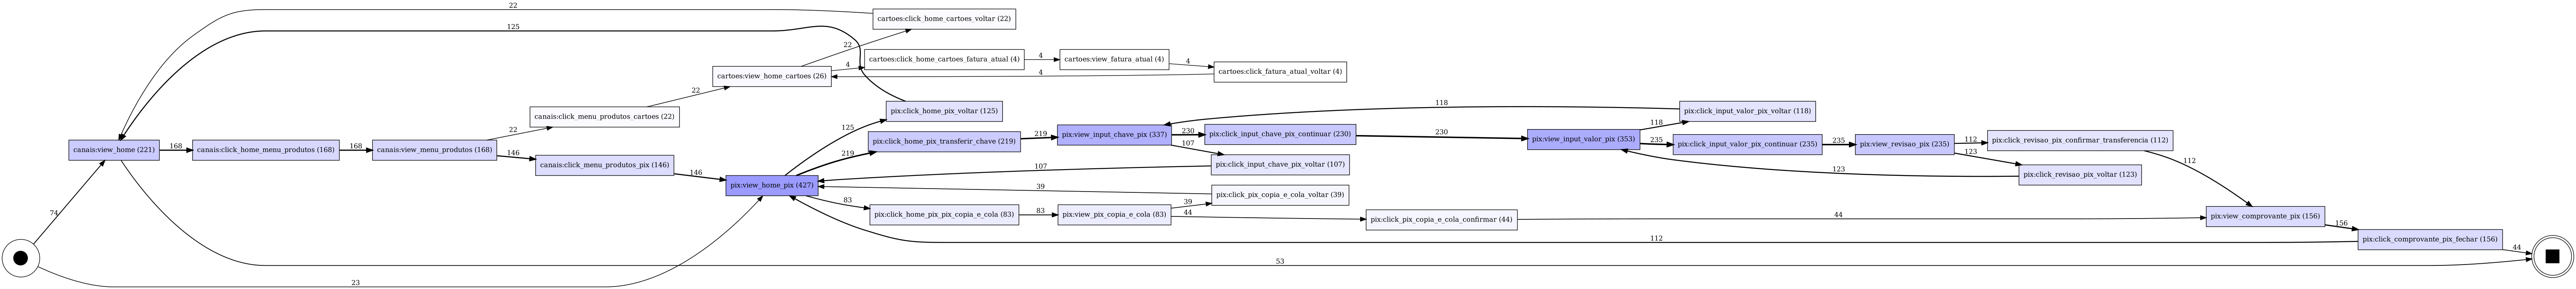 22
cartoes:click_home_cartoes_voltar (22)
125
22
cartoes:click_home_cartoes_fatura_atual (4)
4
cartoes:view_fatura_atual (4)
4
cartoes:click_fatura_atual_voltar (4)
4
4
cartoes:view_home_cartoes (26)
22
canais:click_menu_produtos_cartoes (22)
22
pix:click_home_pix_voltar (125)
118
pix:click_input_valor_pix_voltar (118)
118
125
canais:view_home (221)
168
canais:click_home_menu_produtos (168)
168
canais:view_menu_produtos (168)
146
canais:click_menu_produtos_pix (146)
146
pix:view_home_pix (427)
219
pix:click_home_pix_transferir_chave (219)
219
pix:view_input_chave_pix (337)
230
pix:click_input_chave_pix_continuar (230)
230
pix:view_input_valor_pix (353)
235
pix:click_input_valor_pix_continuar (235)
235
pix:view_revisao_pix (235)
112
pix:click_revisao_pix_confirmar_transferencia (112)
112
123
pix:click_revisao_pix_voltar (123)
123
107
pix:click_input_chave_pix_voltar (107)
107
39
pix:click_pix_copia_e_cola_voltar (39)
39
83
pix:click_home_pix_pix_copia_e_cola (83)
83
pix:view_pix_copia_e_cola (83)
44
pix:click_pix_copia_e_cola_confirmar (44)
44
pix:view_comprovante_pix (156)
156
pix:click_comprovante_pix_fechar (156)
44
112
74
53
23